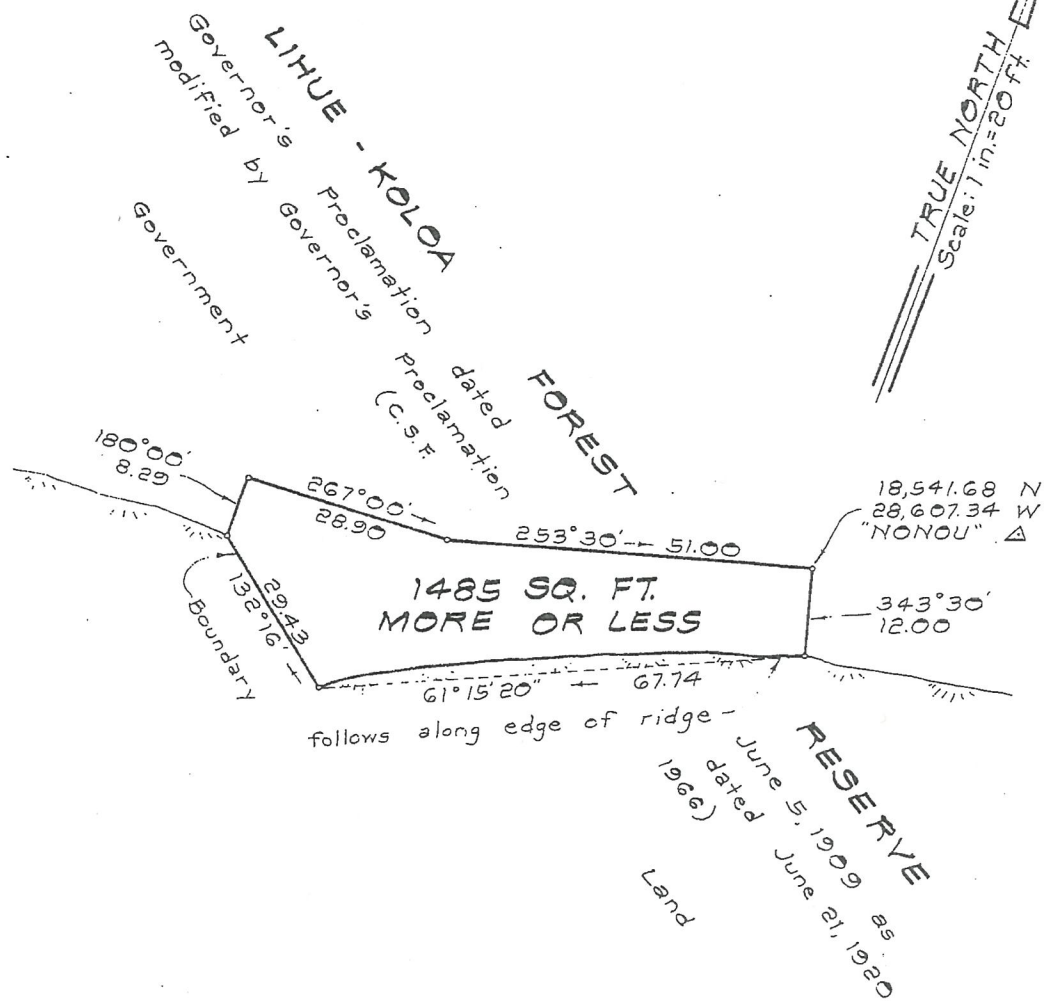 LIHUE - KOLOA FOREST RESERVE
Governor's Proclamation dated June 5, 1909 as
modified by Governor's Proclamation dated June 21, 1920
(C.S.F. 1966)
Government Land
TRUE NORTH
Scale: 1 in.=20 ft.
180°00'
8.29
267°00'
28.90
253°30' 51.00
18,541.68 N
28,607.34 W
"NONOU"
1485 SQ. FT.
MORE OR LESS
343°30'
12.00
29.43
132°16'
Boundary
61°15'20" 67.74
follows along edge of ridge -